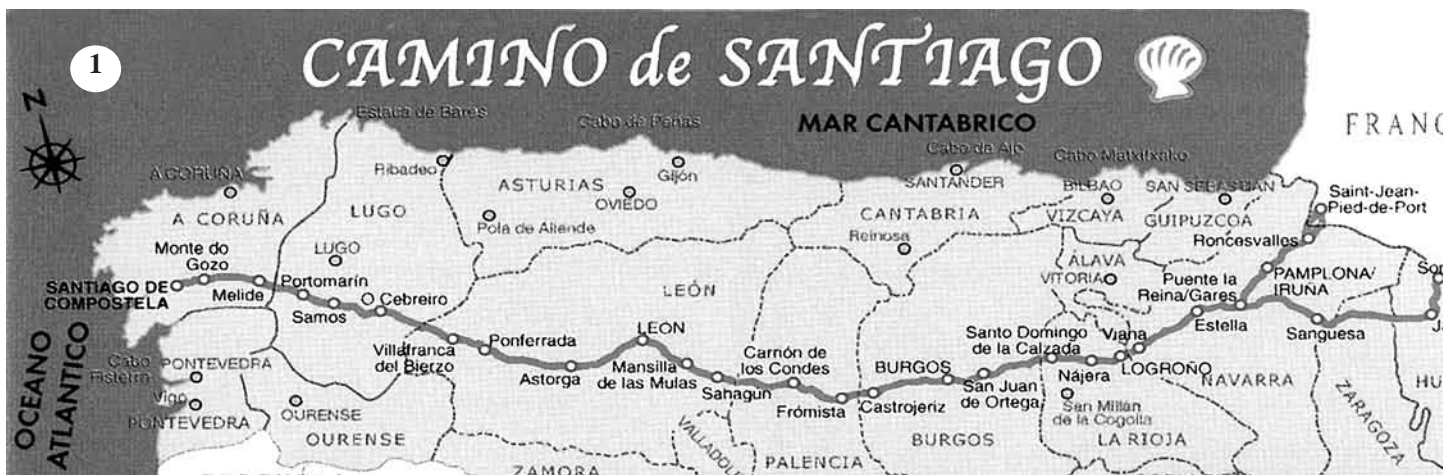 1
CAMINO de SANTIAGO
N
Estaca de Bares
Cabo de Peñas
MAR CANTABRICO
FRANC
Cabo de Ajo
Cabo Matxitxako
A CORUÑA
Ribadeo
Gijón
ASTURIAS
OVIEDO
SANTANDER
BILBAO
SAN SEBASTIAN
Saint-Jean-
Pied-de-Port
A CORUÑA
LUGO
Pola de Allende
CANTABRIA
VIZCAYA
GUIPUZCOA
Reinosa
Roncesvalles
LUGO
ÁLAVA
VITORIA
Monte do
Gozo
SANTIAGO DE
COMPOSTELA
Melide
Portomarín
Samos
Cebreiro
LEÓN
Puente la
Reina/Gares
PAMPLONA/
IRUÑA
Estella
Sanguesa
Villafranca
del Bierzo
Ponferrada
Astorga
LEON
Mansilla
de las Mulas
Sahagun
Carnón de
los Condes
Frómista
Castrojeriz
BURGOS
San Juan
de Ortega
Santo Domingo
de la Calzada
Nájera
Viana
LOGROÑO
NAVARRA
ZARAGOZA
HU
OCEANO
ATLANTICO
Cabo
Fisterra
PONTEVEDRA
Vigo
PONTEVEDRA
OURENSE
OURENSE
ZAMORA
VALLADOL
PALENCIA
BURGOS
San Millán
de la Cogolla
LA RIOJA